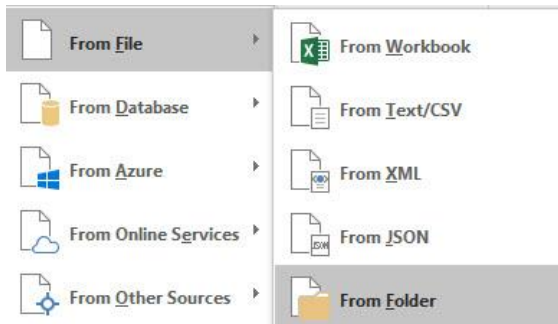 From File
From Database
From Azure
From Online Services
From Other Sources
From Workbook
From Text/CSV
From XML
From JSON
JSON
From Folder